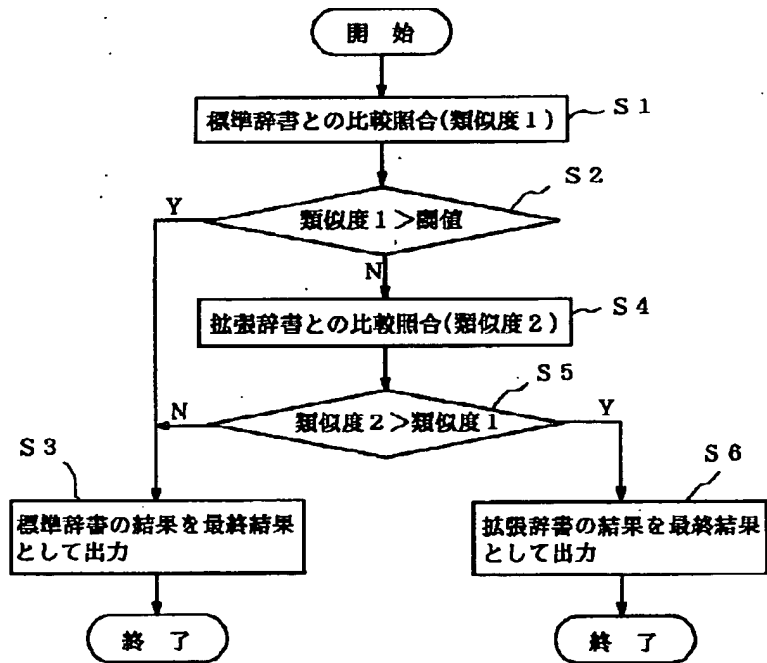 開 始
標準辞書との比較照合(類似度1)
S1
S2
Y
類似度1>閾値
N
拡張辞書との比較照合(類似度2)
S4
S5
N
類似度2>類似度1
Y
S3
S6
標準辞書の結果を最終結果
として出力
拡張辞書の結果を最終結果
として出力
終 了
終 了